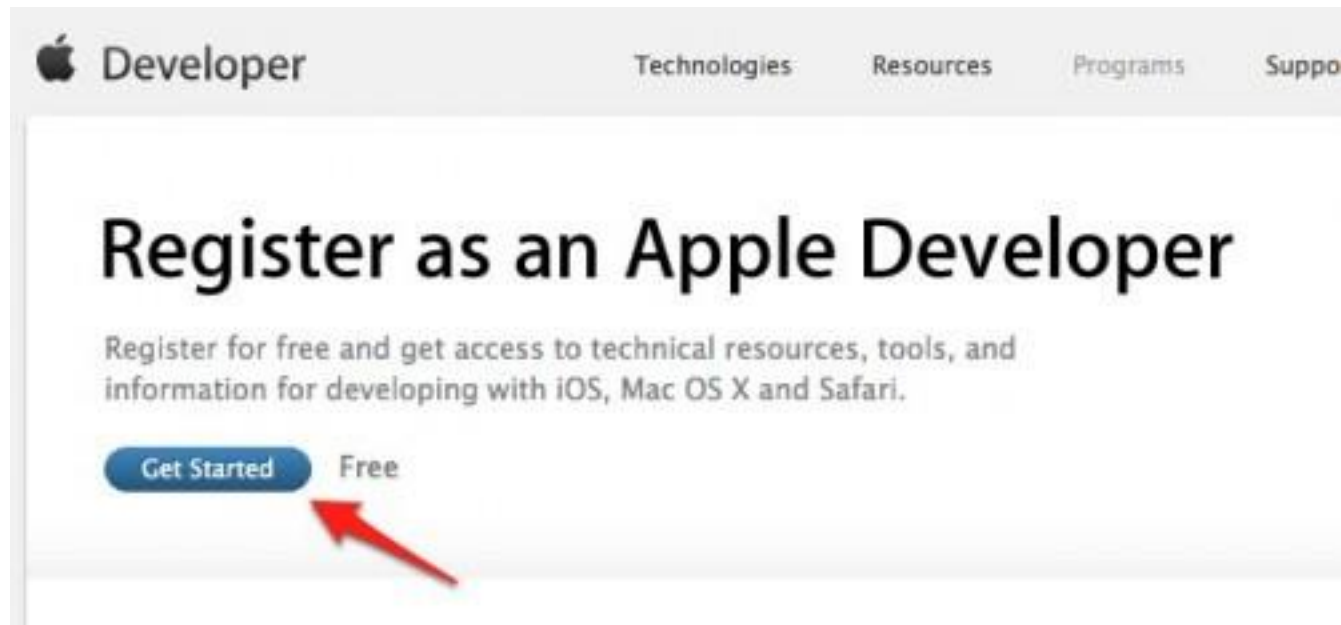 Developer
Technologies
Resources
Programs
Suppo
Register as an Apple Developer
Register for free and get access to technical resources, tools, and
information for developing with iOS, Mac OS X and Safari.
Get Started
Free